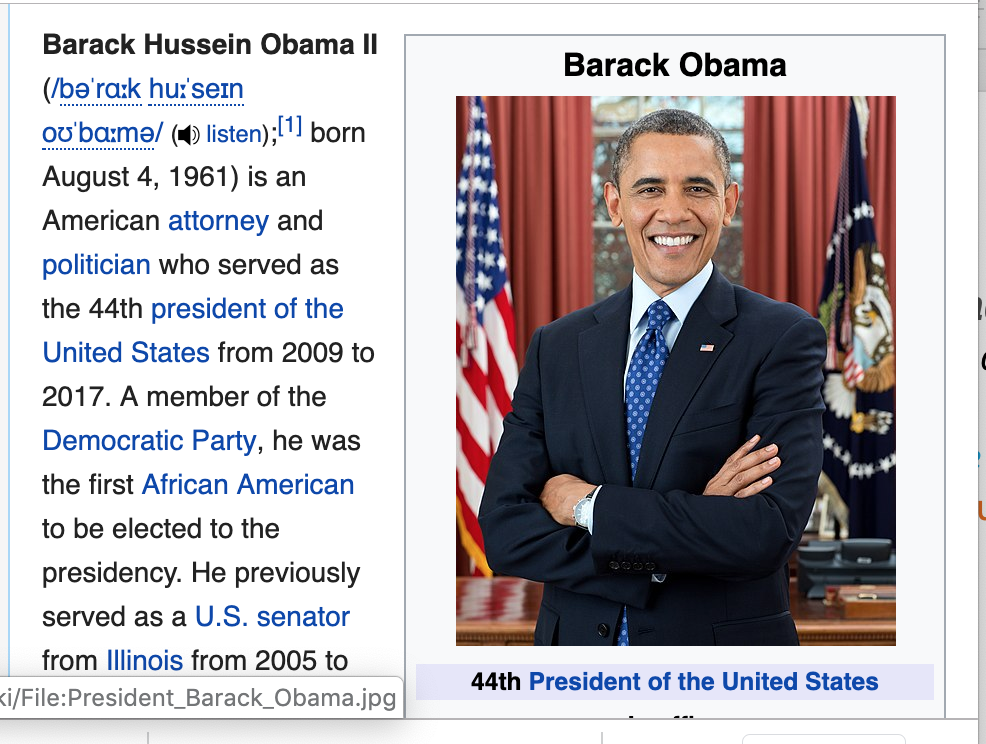 Barack Hussein Obama II
(/bəˈrɑːk huːˈseɪn
oʊˈbɑːmə/ (listen);[1] born
August 4, 1961) is an
American attorney and
politician who served as
the 44th president of the
United States from 2009 to
2017. A member of the
Democratic Party, he was
the first African American
to be elected to the
presidency. He previously
served as a U.S. senator
from Illinois from 2005 to
ki/File:President_Barack_Obama.jpg
Barack Obama
44th President of the United States